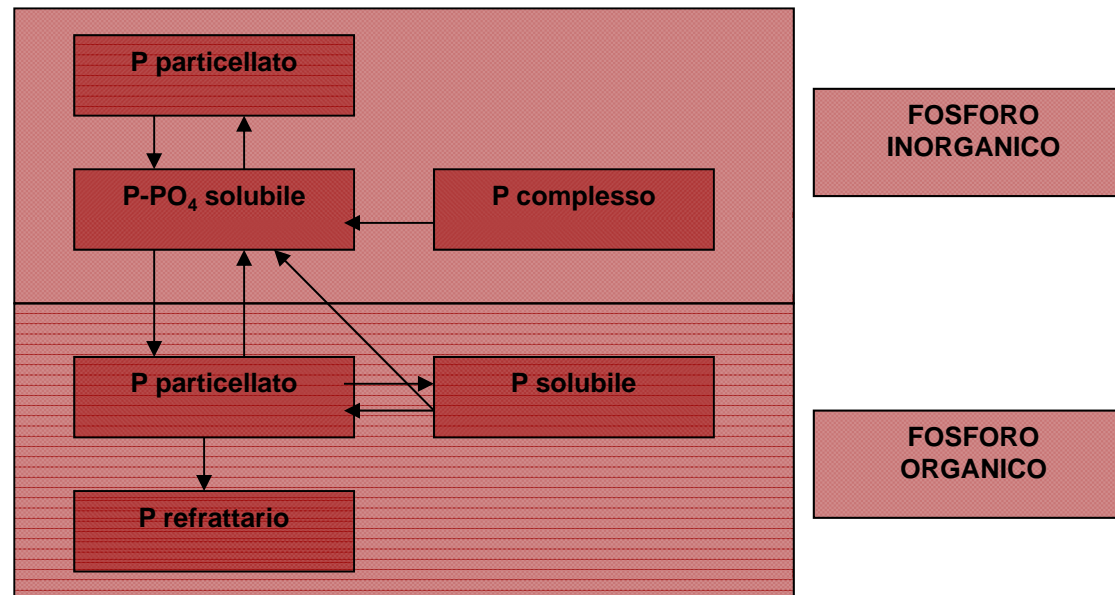 P particellato
FOSFORO
INORGANICO
P-PO₄ solubile
P complesso
P particellato
P solubile
FOSFORO
ORGANICO
P refrattario